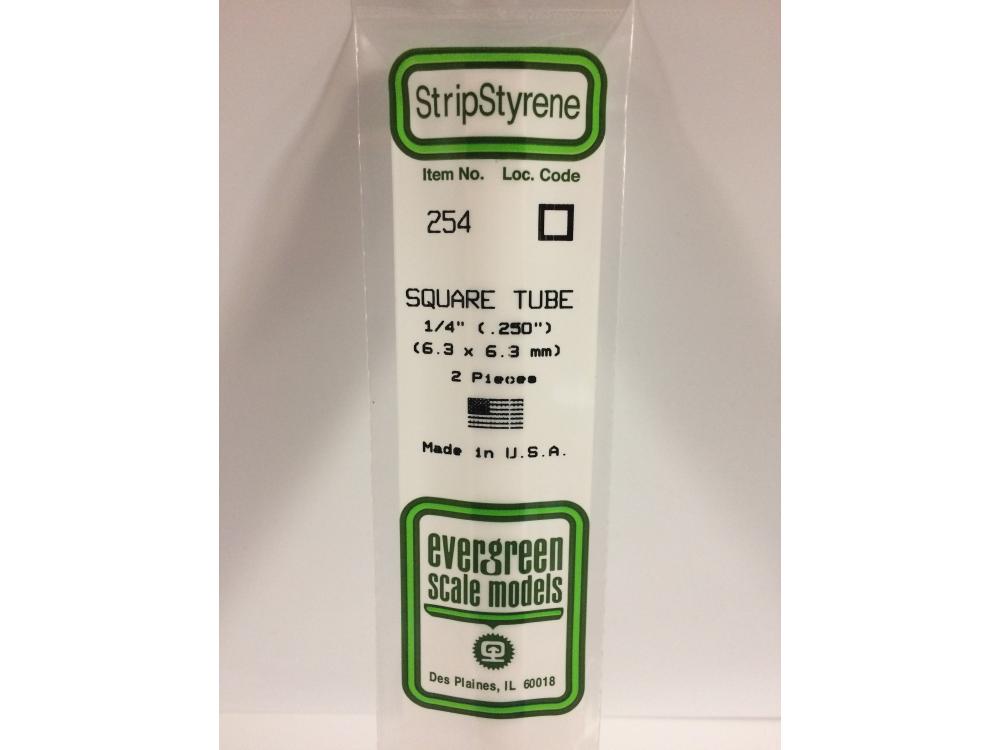 StripStyrene
Item No. Loc. Code
254
SQUARE TUBE
1/4" (.250")
(6.3 x 6.3 mm)
2 Pieces
Made in U.S.A.
evergreen
scale models
Des Plaines, IL 60018